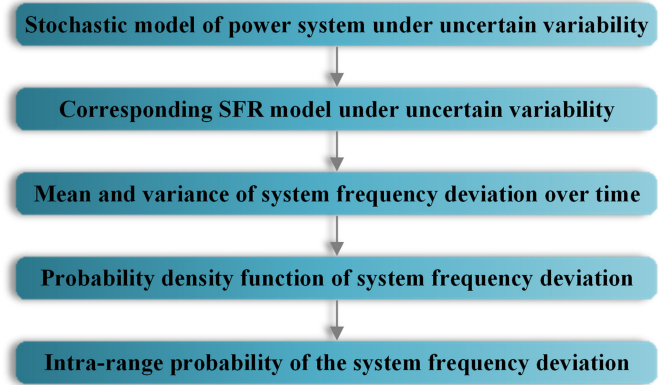 Stochastic model of power system under uncertain variability
Corresponding SFR model under uncertain variability
Mean and variance of system frequency deviation over time
Probability density function of system frequency deviation
Intra-range probability of the system frequency deviation